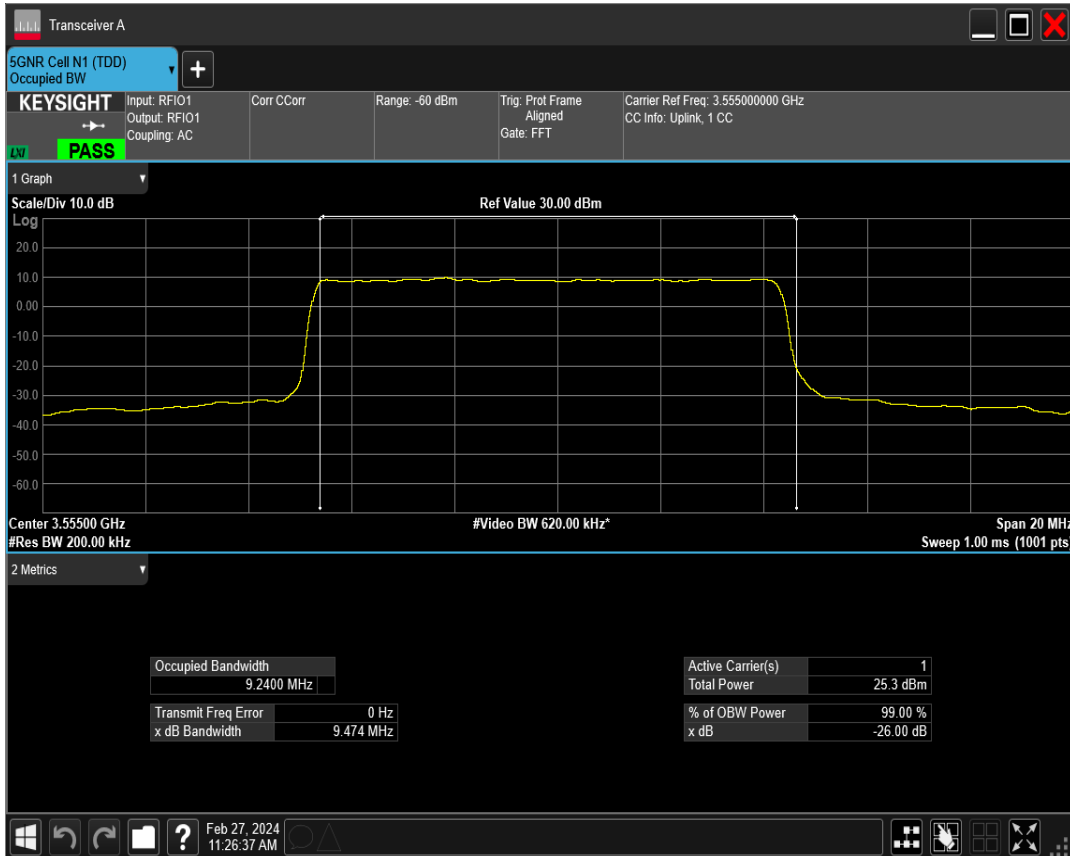 Transceiver A
5GNR Cell N1 (TDD)
Occupied BW
+
KEYSIGHT
LXI
PASS
Input: RFIO1
Output: RFIO1
Coupling: AC
Corr CCorr
Range: -60 dBm
Trig: Prot Frame
Aligned
Gate: FFT
Carrier Ref Freq: 3.555000000 GHz
CC Info: Uplink, 1 CC
1 Graph
Scale/Div 10.0 dB
Ref Value 30.00 dBm
Log
20.0
10.0
0.00
-10.0
-20.0
-30.0
-40.0
-50.0
-60.0
Center 3.55500 GHz
#Video BW 620.00 kHz*
Span 20 MHz
#Res BW 200.00 kHz
Sweep 1.00 ms (1001 pts)
2 Metrics
Occupied Bandwidth
9.2400 MHz
Transmit Freq Error 0 Hz
x dB Bandwidth 9.474 MHz
Active Carrier(s) 1
Total Power 25.3 dBm
% of OBW Power 99.00 %
x dB -26.00 dB
?
Feb 27, 2024
11:26:37 AM